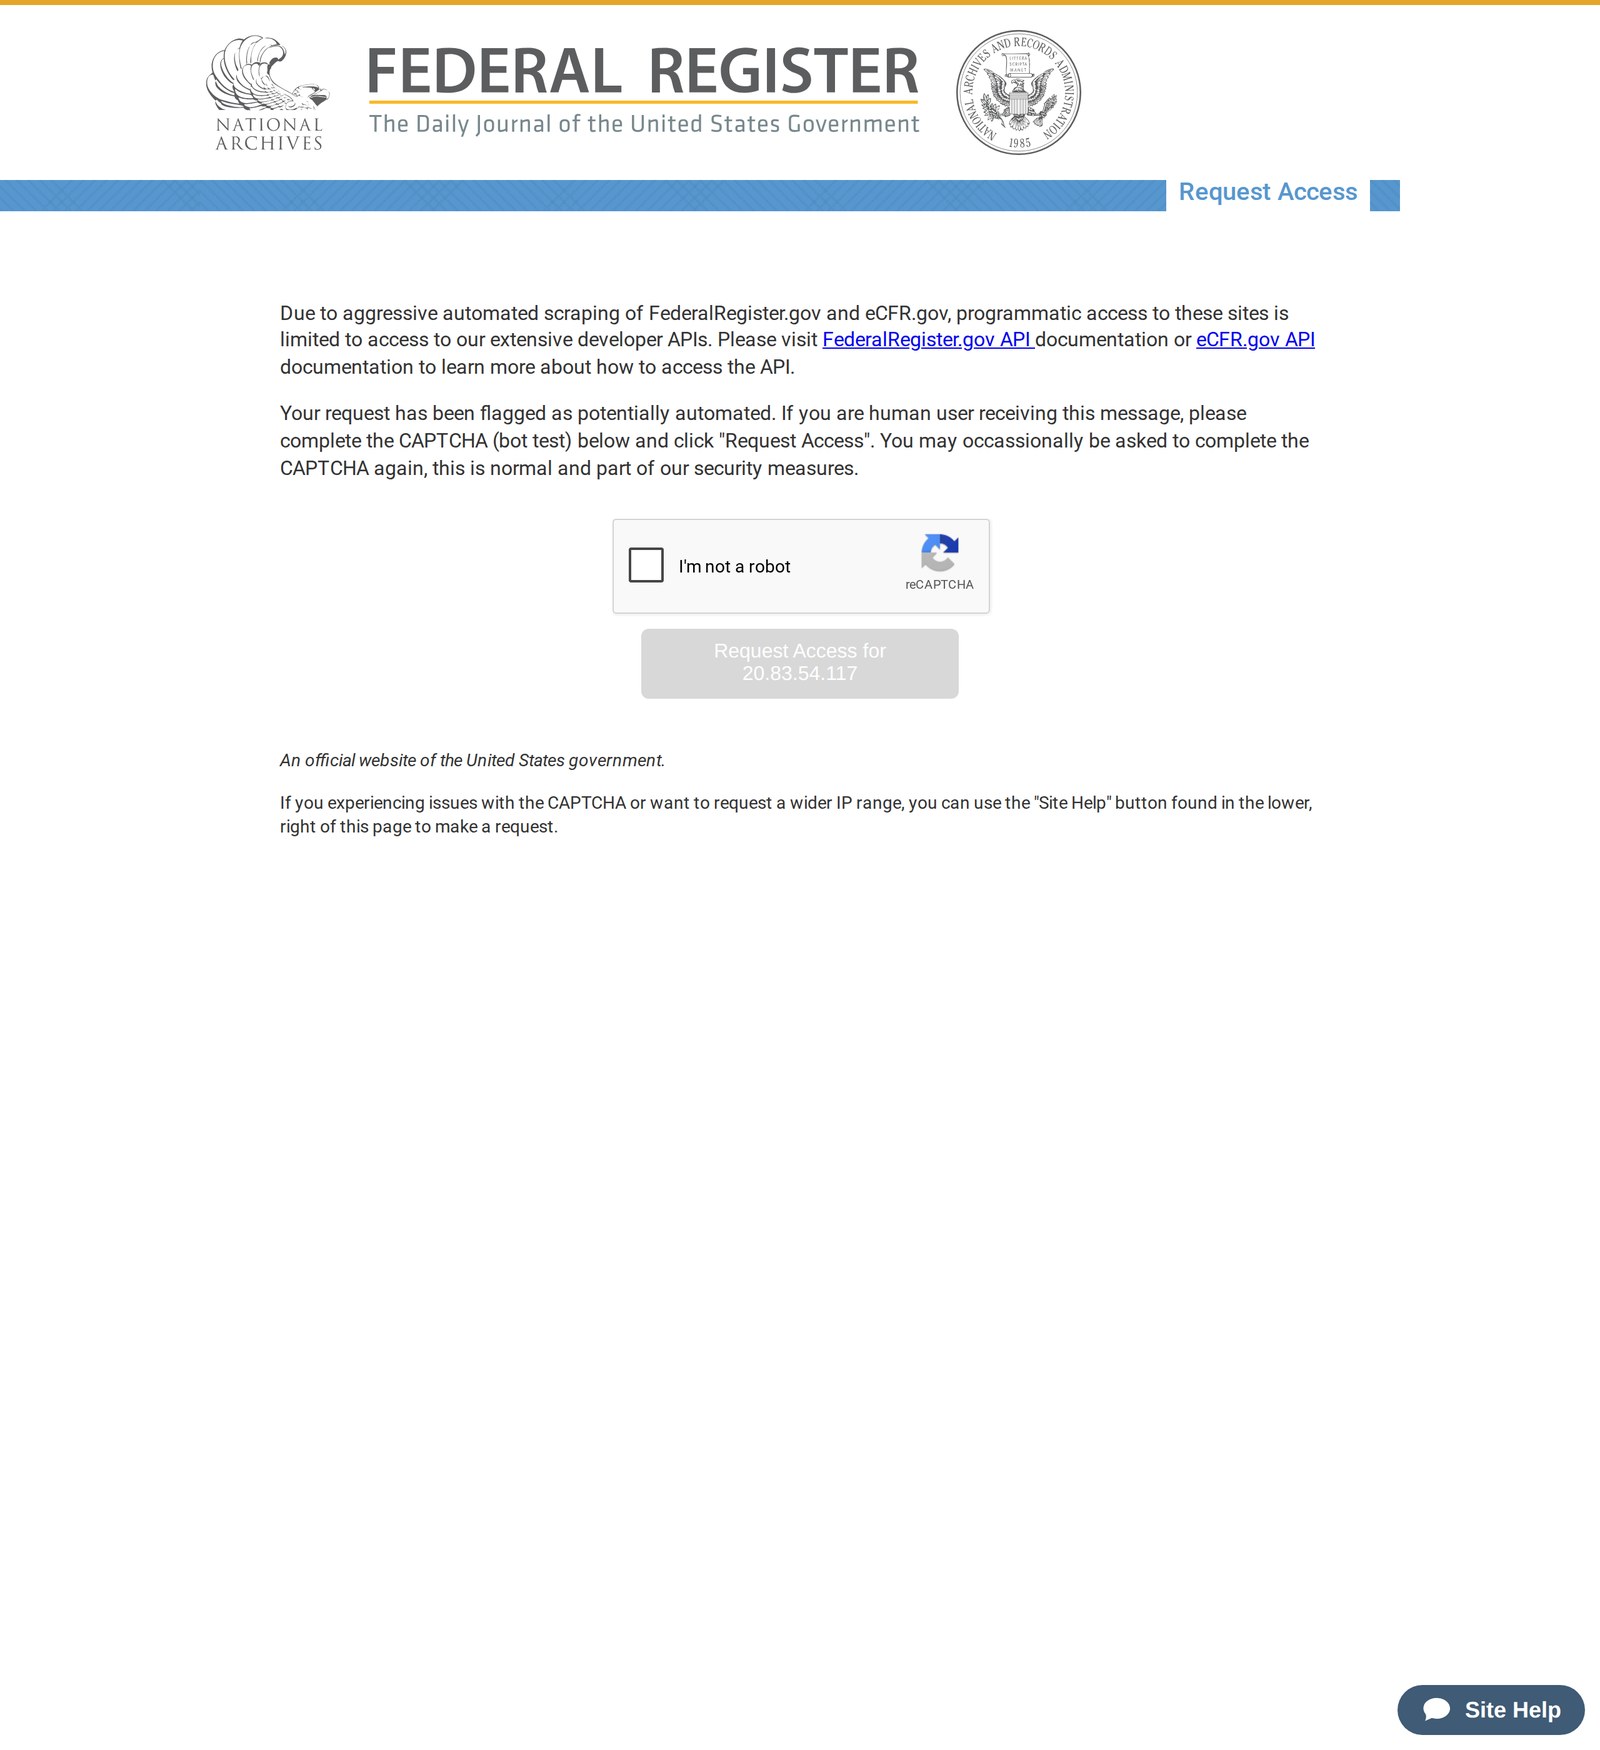 NATIONAL
ARCHIVES
FEDERAL REGISTER
The Daily Journal of the United States Government
NATIONAL ARCHIVES AND RECORDS ADMINISTRATION
LITTERA
SCRIPTA
MANET
1985
Request Access
Due to aggressive automated scraping of FederalRegister.gov and eCFR.gov, programmatic access to these sites is
limited to access to our extensive developer APIs. Please visit FederalRegister.gov API documentation or eCFR.gov API
documentation to learn more about how to access the API.
Your request has been flagged as potentially automated. If you are human user receiving this message, please
complete the CAPTCHA (bot test) below and click "Request Access". You may occassionally be asked to complete the
CAPTCHA again, this is normal and part of our security measures.
I'm not a robot
reCAPTCHA
Request Access for
20.83.54.117
An official website of the United States government.
If you experiencing issues with the CAPTCHA or want to request a wider IP range, you can use the "Site Help" button found in the lower,
right of this page to make a request.
Site Help